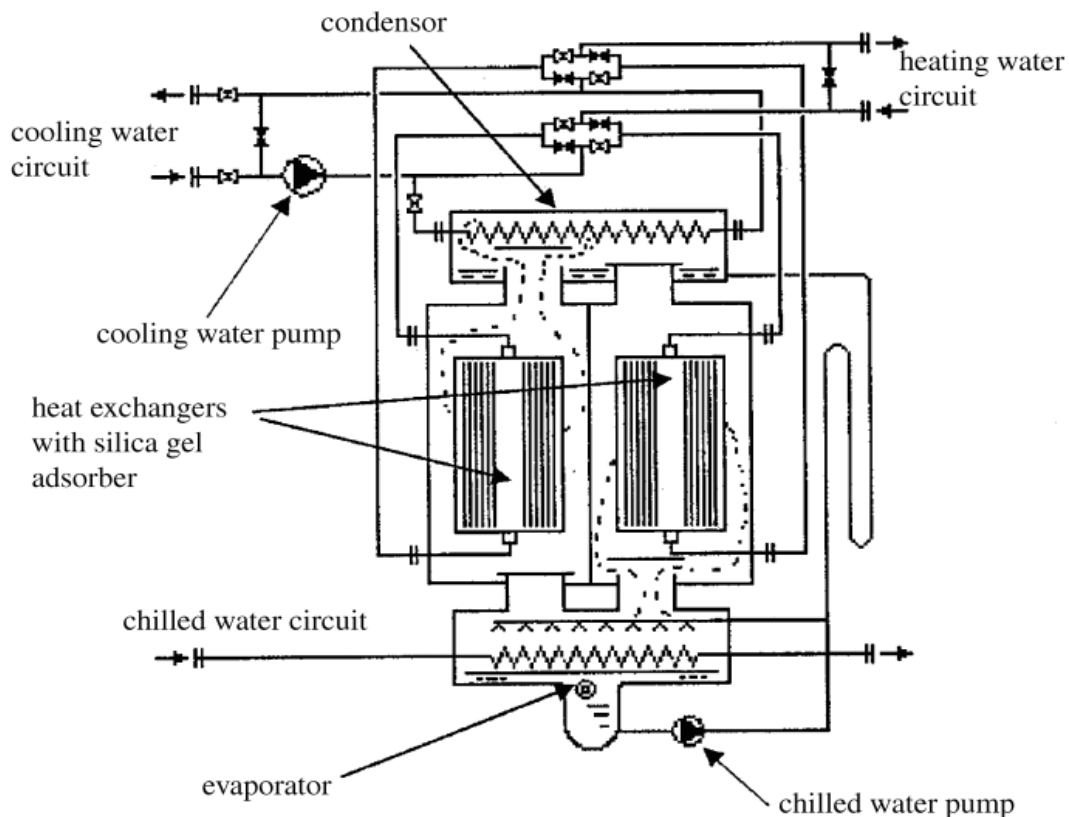 condensor
heating water
circuit
cooling water
circuit
cooling water pump
heat exchangers
with silica gel
adsorber
chilled water circuit
evaporator
chilled water pump